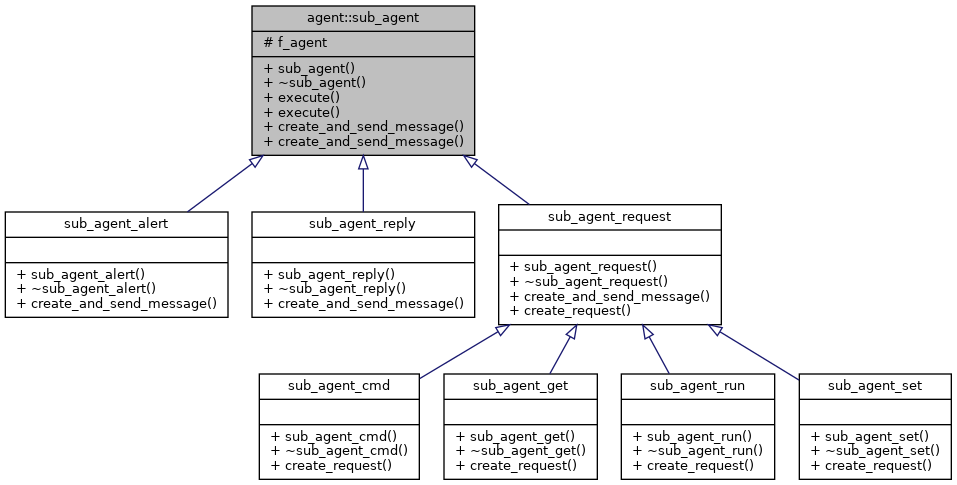 agent::sub_agent
# f_agent
+ sub_agent()
+ ~sub_agent()
+ execute()
+ execute()
+ create_and_send_message()
+ create_and_send_message()
sub_agent_alert
+ sub_agent_alert()
+ ~sub_agent_alert()
+ create_and_send_message()
sub_agent_reply
+ sub_agent_reply()
+ ~sub_agent_reply()
+ create_and_send_message()
sub_agent_request
+ sub_agent_request()
+ ~sub_agent_request()
+ create_and_send_message()
+ create_request()
sub_agent_cmd
+ sub_agent_cmd()
+ ~sub_agent_cmd()
+ create_request()
sub_agent_get
+ sub_agent_get()
+ ~sub_agent_get()
+ create_request()
sub_agent_run
+ sub_agent_run()
+ ~sub_agent_run()
+ create_request()
sub_agent_set
+ sub_agent_set()
+ ~sub_agent_set()
+ create_request()